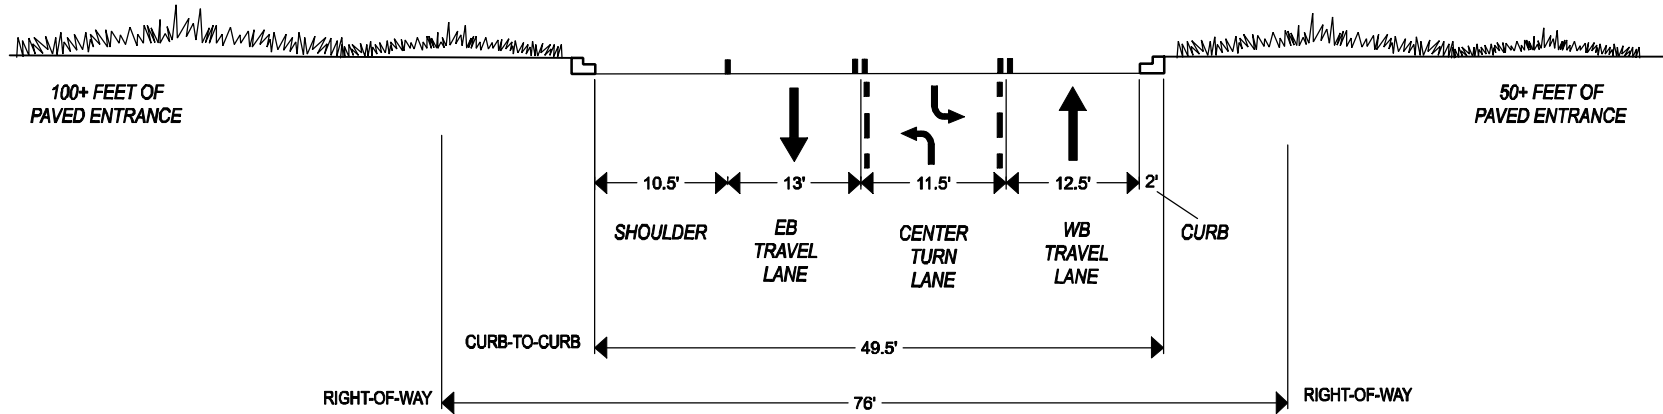 100+ FEET OF
PAVED ENTRANCE
50+ FEET OF
PAVED ENTRANCE
10.5'
13'
11.5'
12.5'
2'
SHOULDER
EB
TRAVEL
LANE
CENTER
TURN
LANE
WB
TRAVEL
LANE
CURB
CURB-TO-CURB
49.5'
RIGHT-OF-WAY
76'
RIGHT-OF-WAY